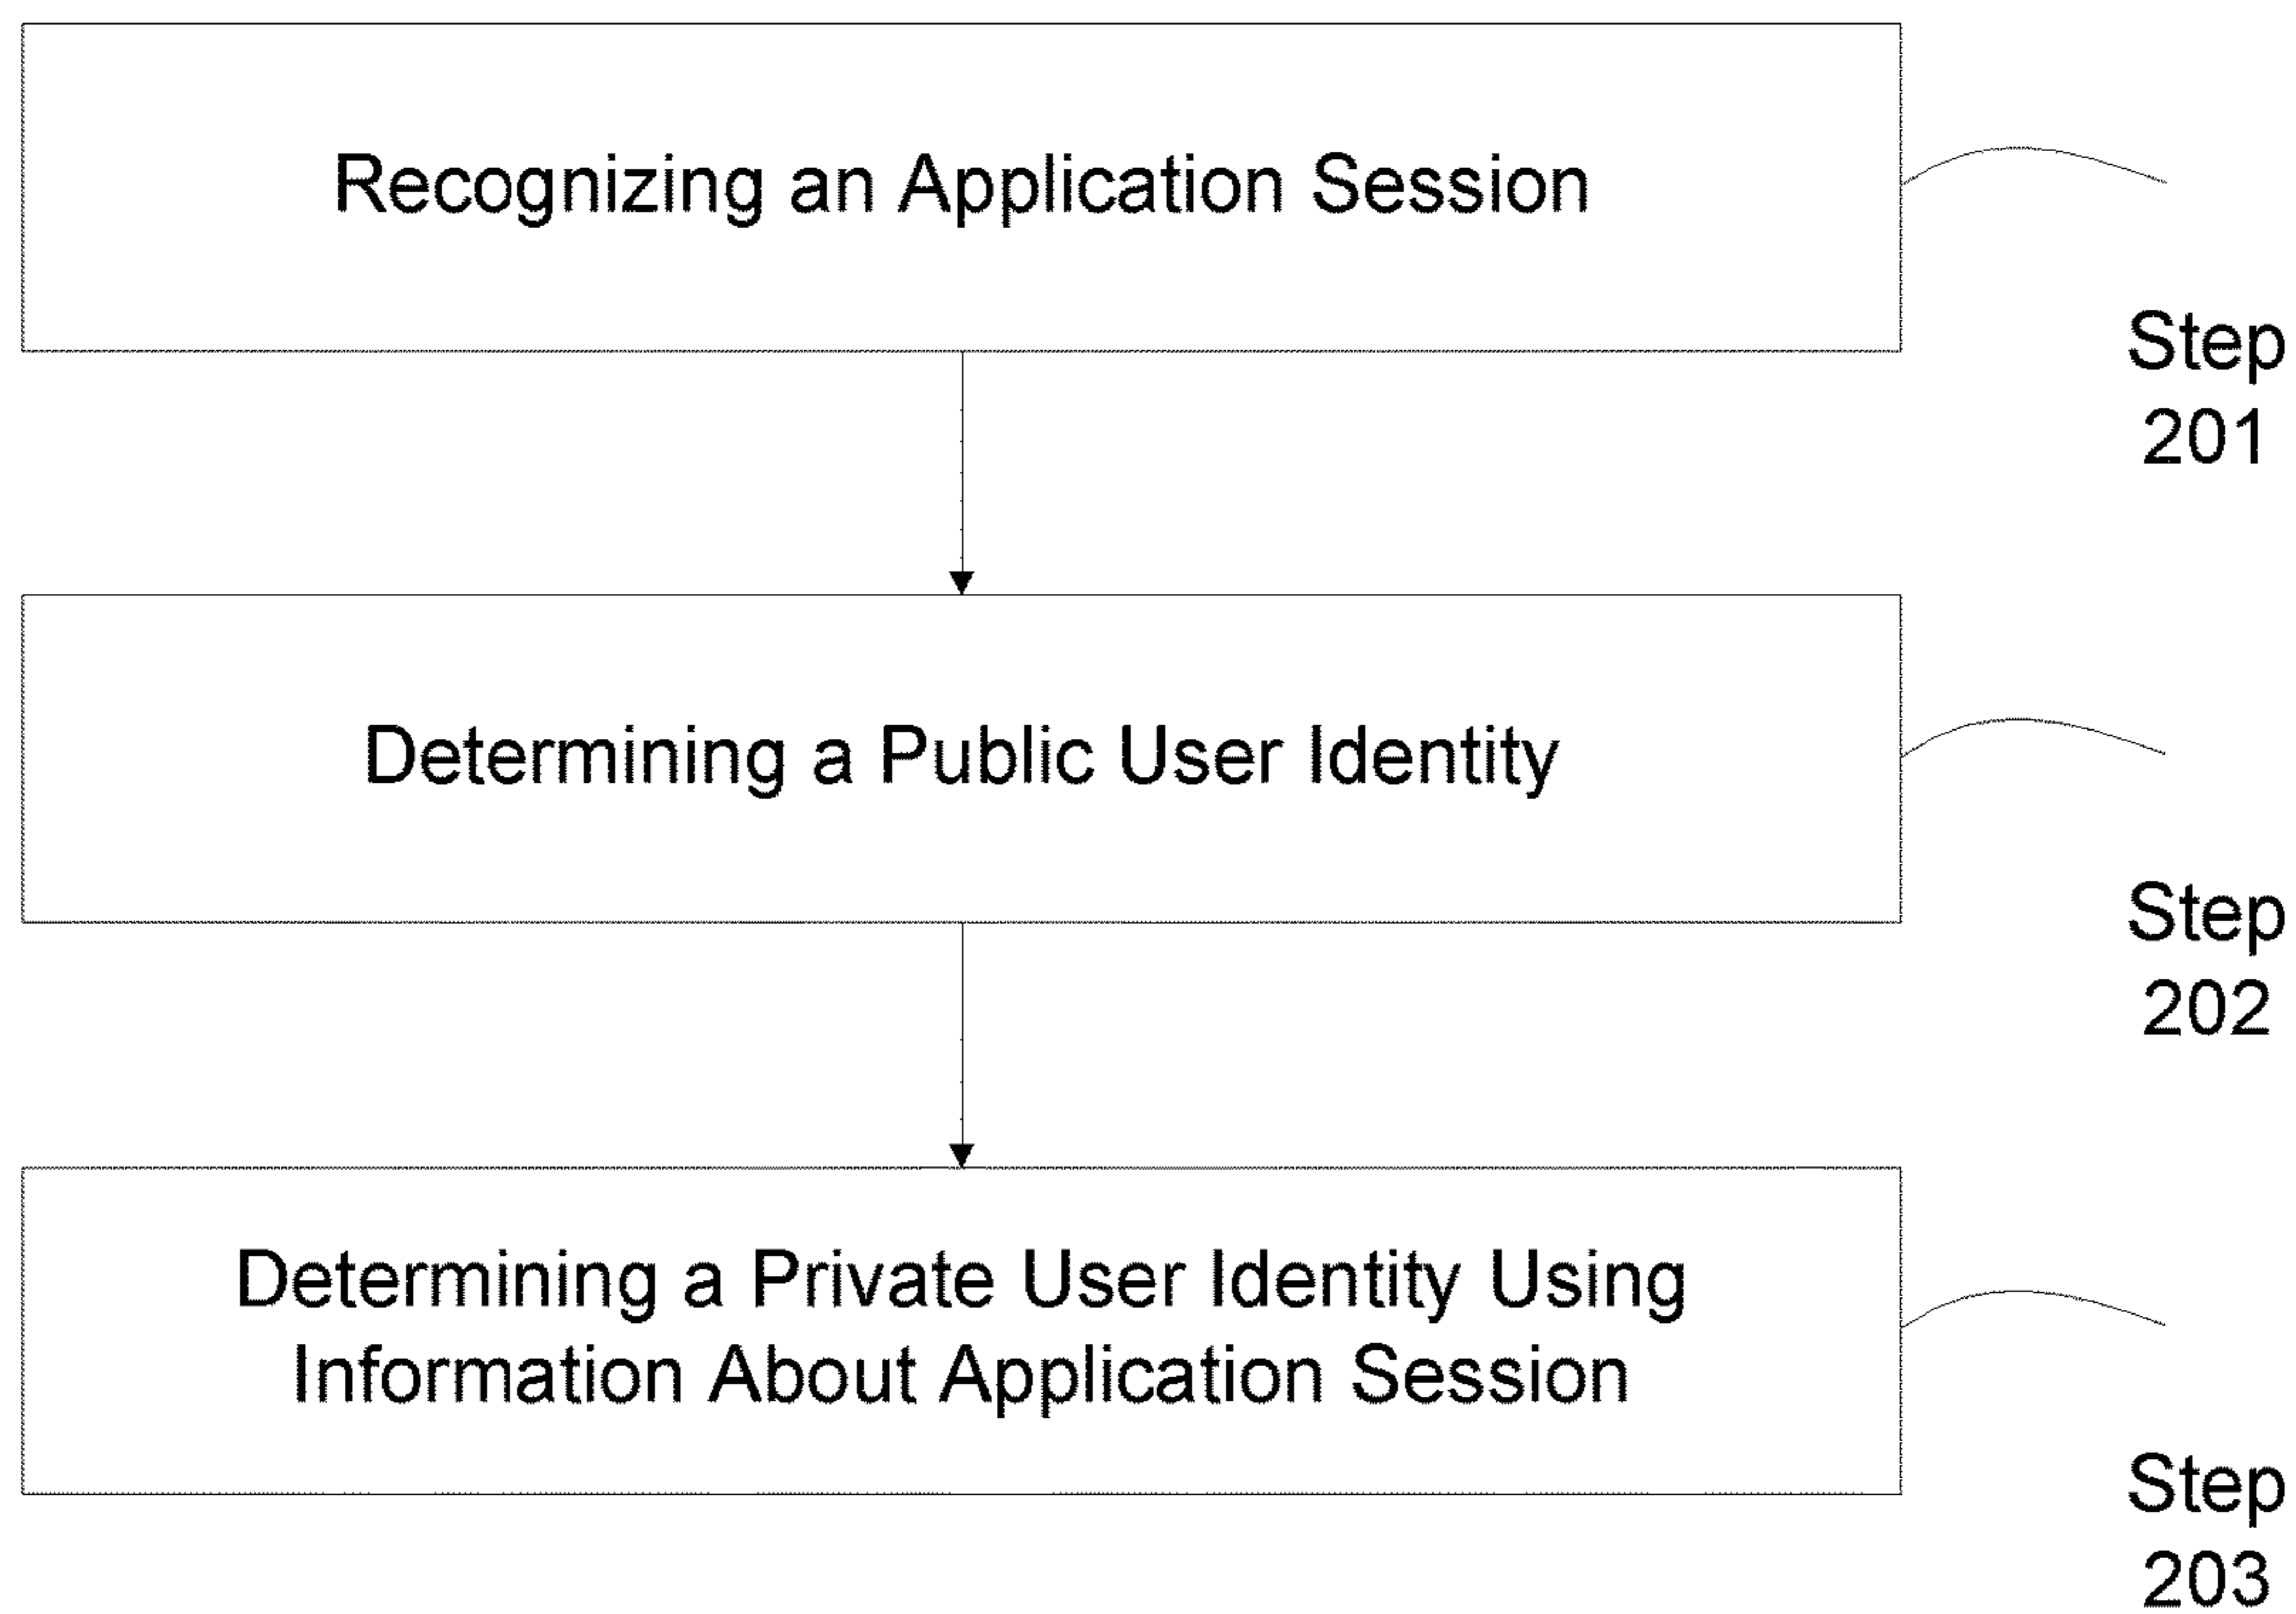 Recognizing an Application Session
Step
201
Determining a Public User Identity
Step
202
Determining a Private User Identity Using
Information About Application Session
Step
203